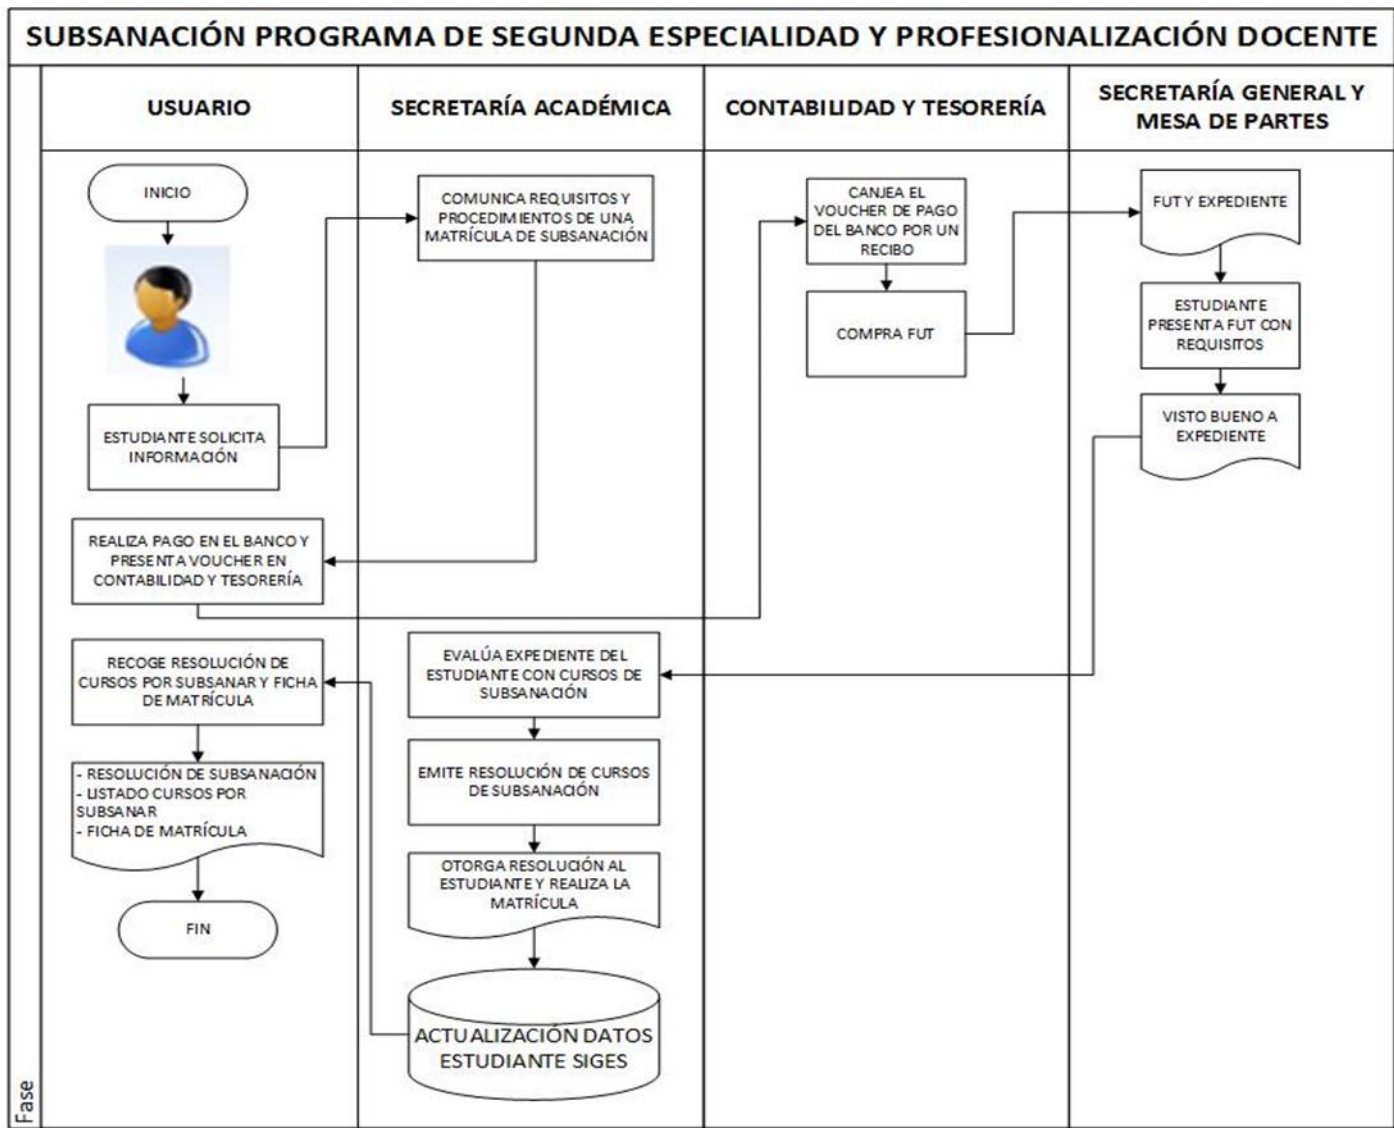 SUBSANACIÓN PROGRAMA DE SEGUNDA ESPECIALIDAD Y PROFESIONALIZACIÓN DOCENTE
USUARIO
SECRETARÍA ACADÉMICA
CONTABILIDAD Y TESORERÍA
SECRETARÍA GENERAL Y
MESA DE PARTES
INICIO
ESTUDIANTE SOLICITA
INFORMACIÓN
COMUNICA REQUISITOS Y
PROCEDIMIENTOS DE UNA
MATRÍCULA DE SUBSANACIÓN
REALIZA PAGO EN EL BANCO Y
PRESENTA VOUCHER EN
CONTABILIDAD Y TESORERÍA
CANJEA EL
VOUCHER DE PAGO
DEL BANCO POR UN
RECIBO
COMPRA FUT
FUT Y EXPEDIENTE
ESTUDIANTE
PRESENTA FUT CON
REQUISITOS
VISTO BUENO A
EXPEDIENTE
EVALÚA EXPEDIENTE DEL
ESTUDIANTE CON CURSOS DE
SUBSANACIÓN
EMITE RESOLUCIÓN DE CURSOS
DE SUBSANACIÓN
OTORGA RESOLUCIÓN AL
ESTUDIANTE Y REALIZA LA
MATRÍCULA
ACTUALIZACIÓN DATOS
ESTUDIANTE SIGES
RECOGE RESOLUCIÓN DE
CURSOS POR SUBSANAR Y FICHA
DE MATRÍCULA
- RESOLUCIÓN DE SUBSANACIÓN
- LISTADO CURSOS POR
SUBSANAR
- FICHA DE MATRÍCULA
FIN
Fase